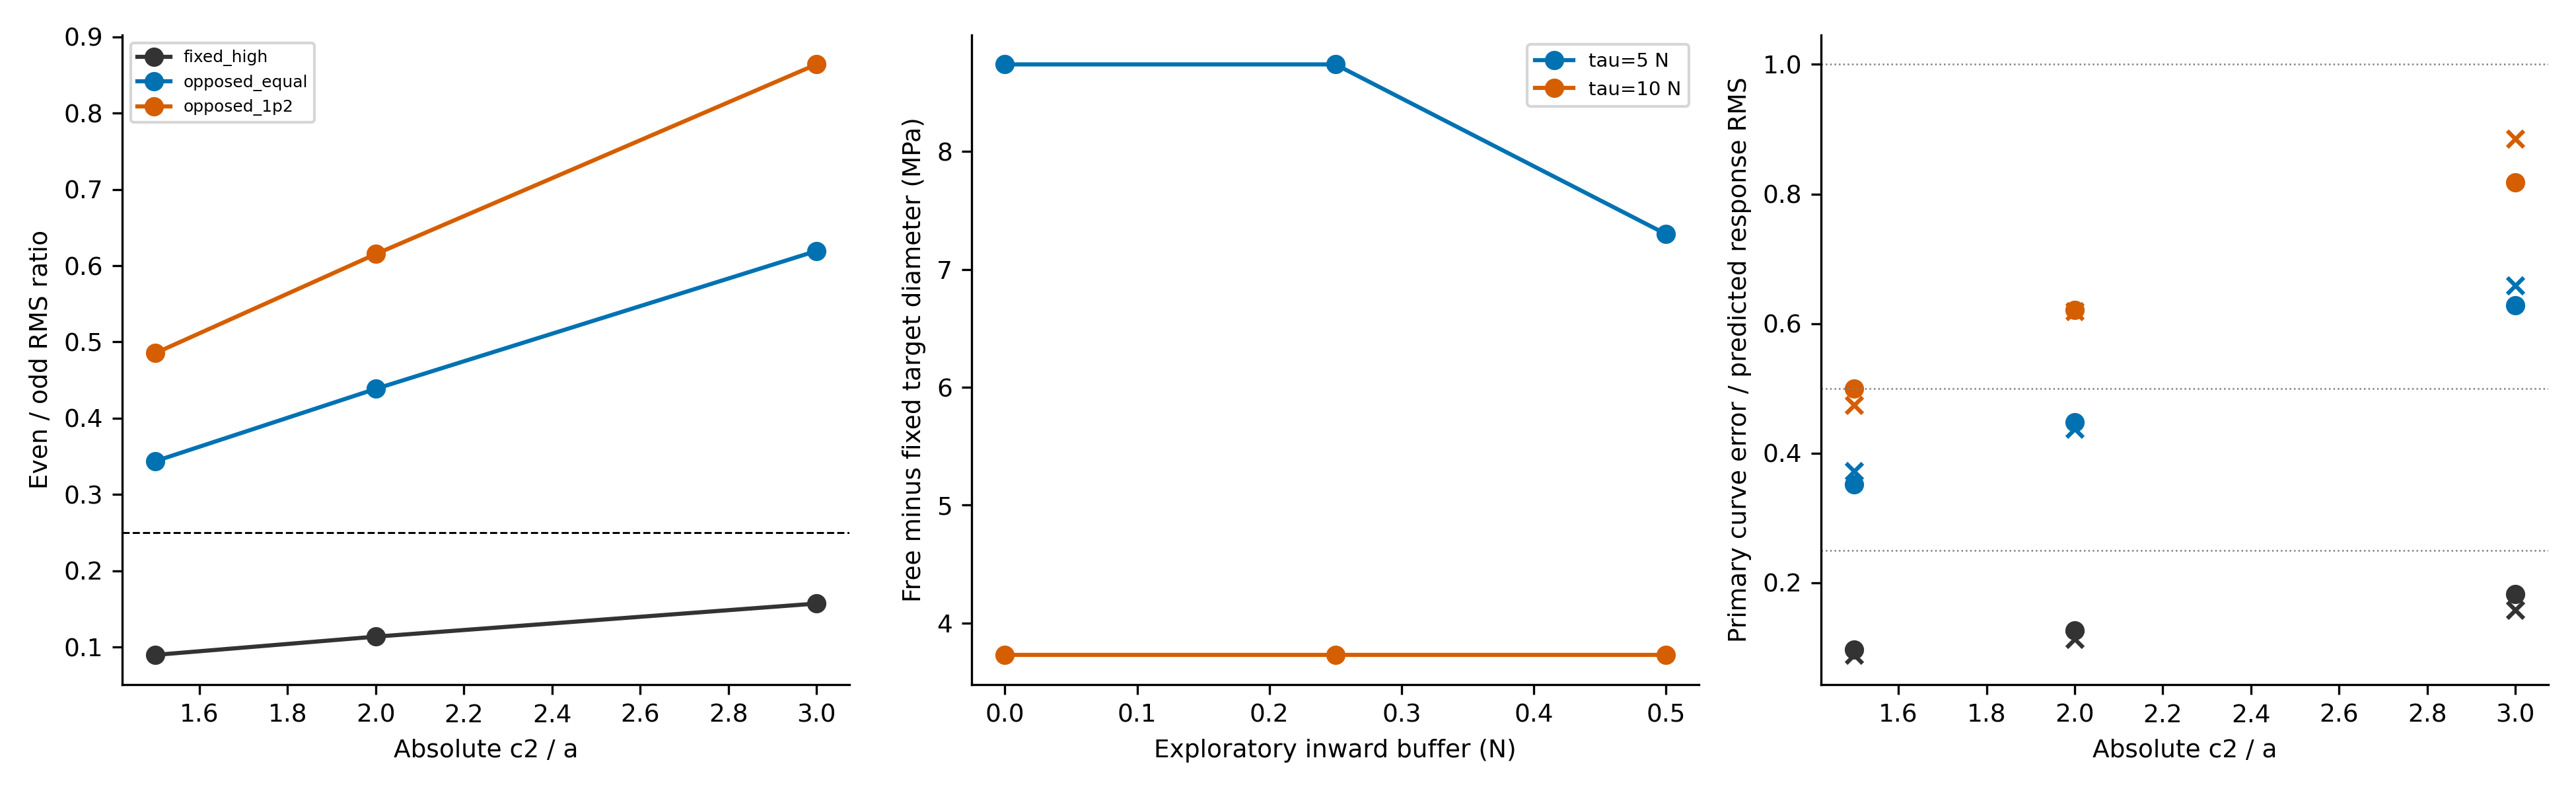 Even / odd RMS ratio
0.9
0.8
0.7
0.6
0.5
0.4
0.3
0.2
0.1
fixed_high
opposed_equal
opposed_1p2
1.6 1.8 2.0 2.2 2.4 2.6 2.8 3.0
Absolute c2 / a
Free minus fixed target diameter (MPa)
8
7
6
5
4
tau=5 N
tau=10 N
0.0 0.1 0.2 0.3 0.4 0.5
Exploratory inward buffer (N)
Primary curve error / predicted response RMS
1.0
0.8
0.6
0.4
0.2
1.6 1.8 2.0 2.2 2.4 2.6 2.8 3.0
Absolute c2 / a